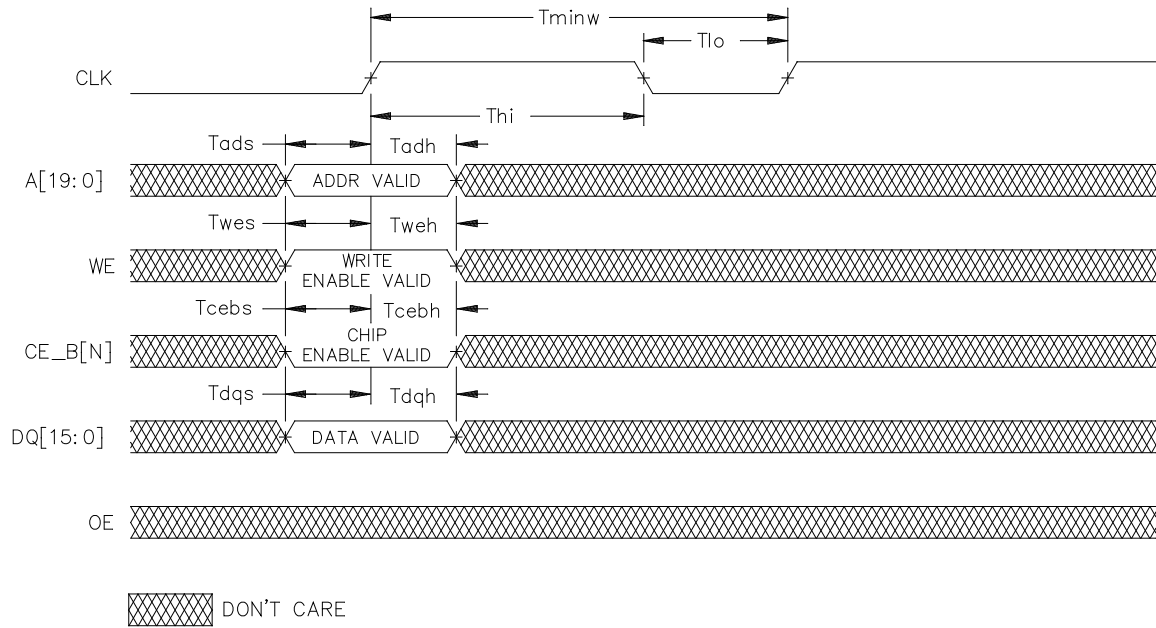 Tminw
Tlo
CLK
Thi
Tads
Tadh
A[19:0]
ADDR VALID
Twes
Tweh
WE
WRITE
ENABLE VALID
Tcebs
Tcebh
CE_B[N]
CHIP
ENABLE VALID
Tdqs
Tdqh
DQ[15:0]
DATA VALID
OE
DON'T CARE